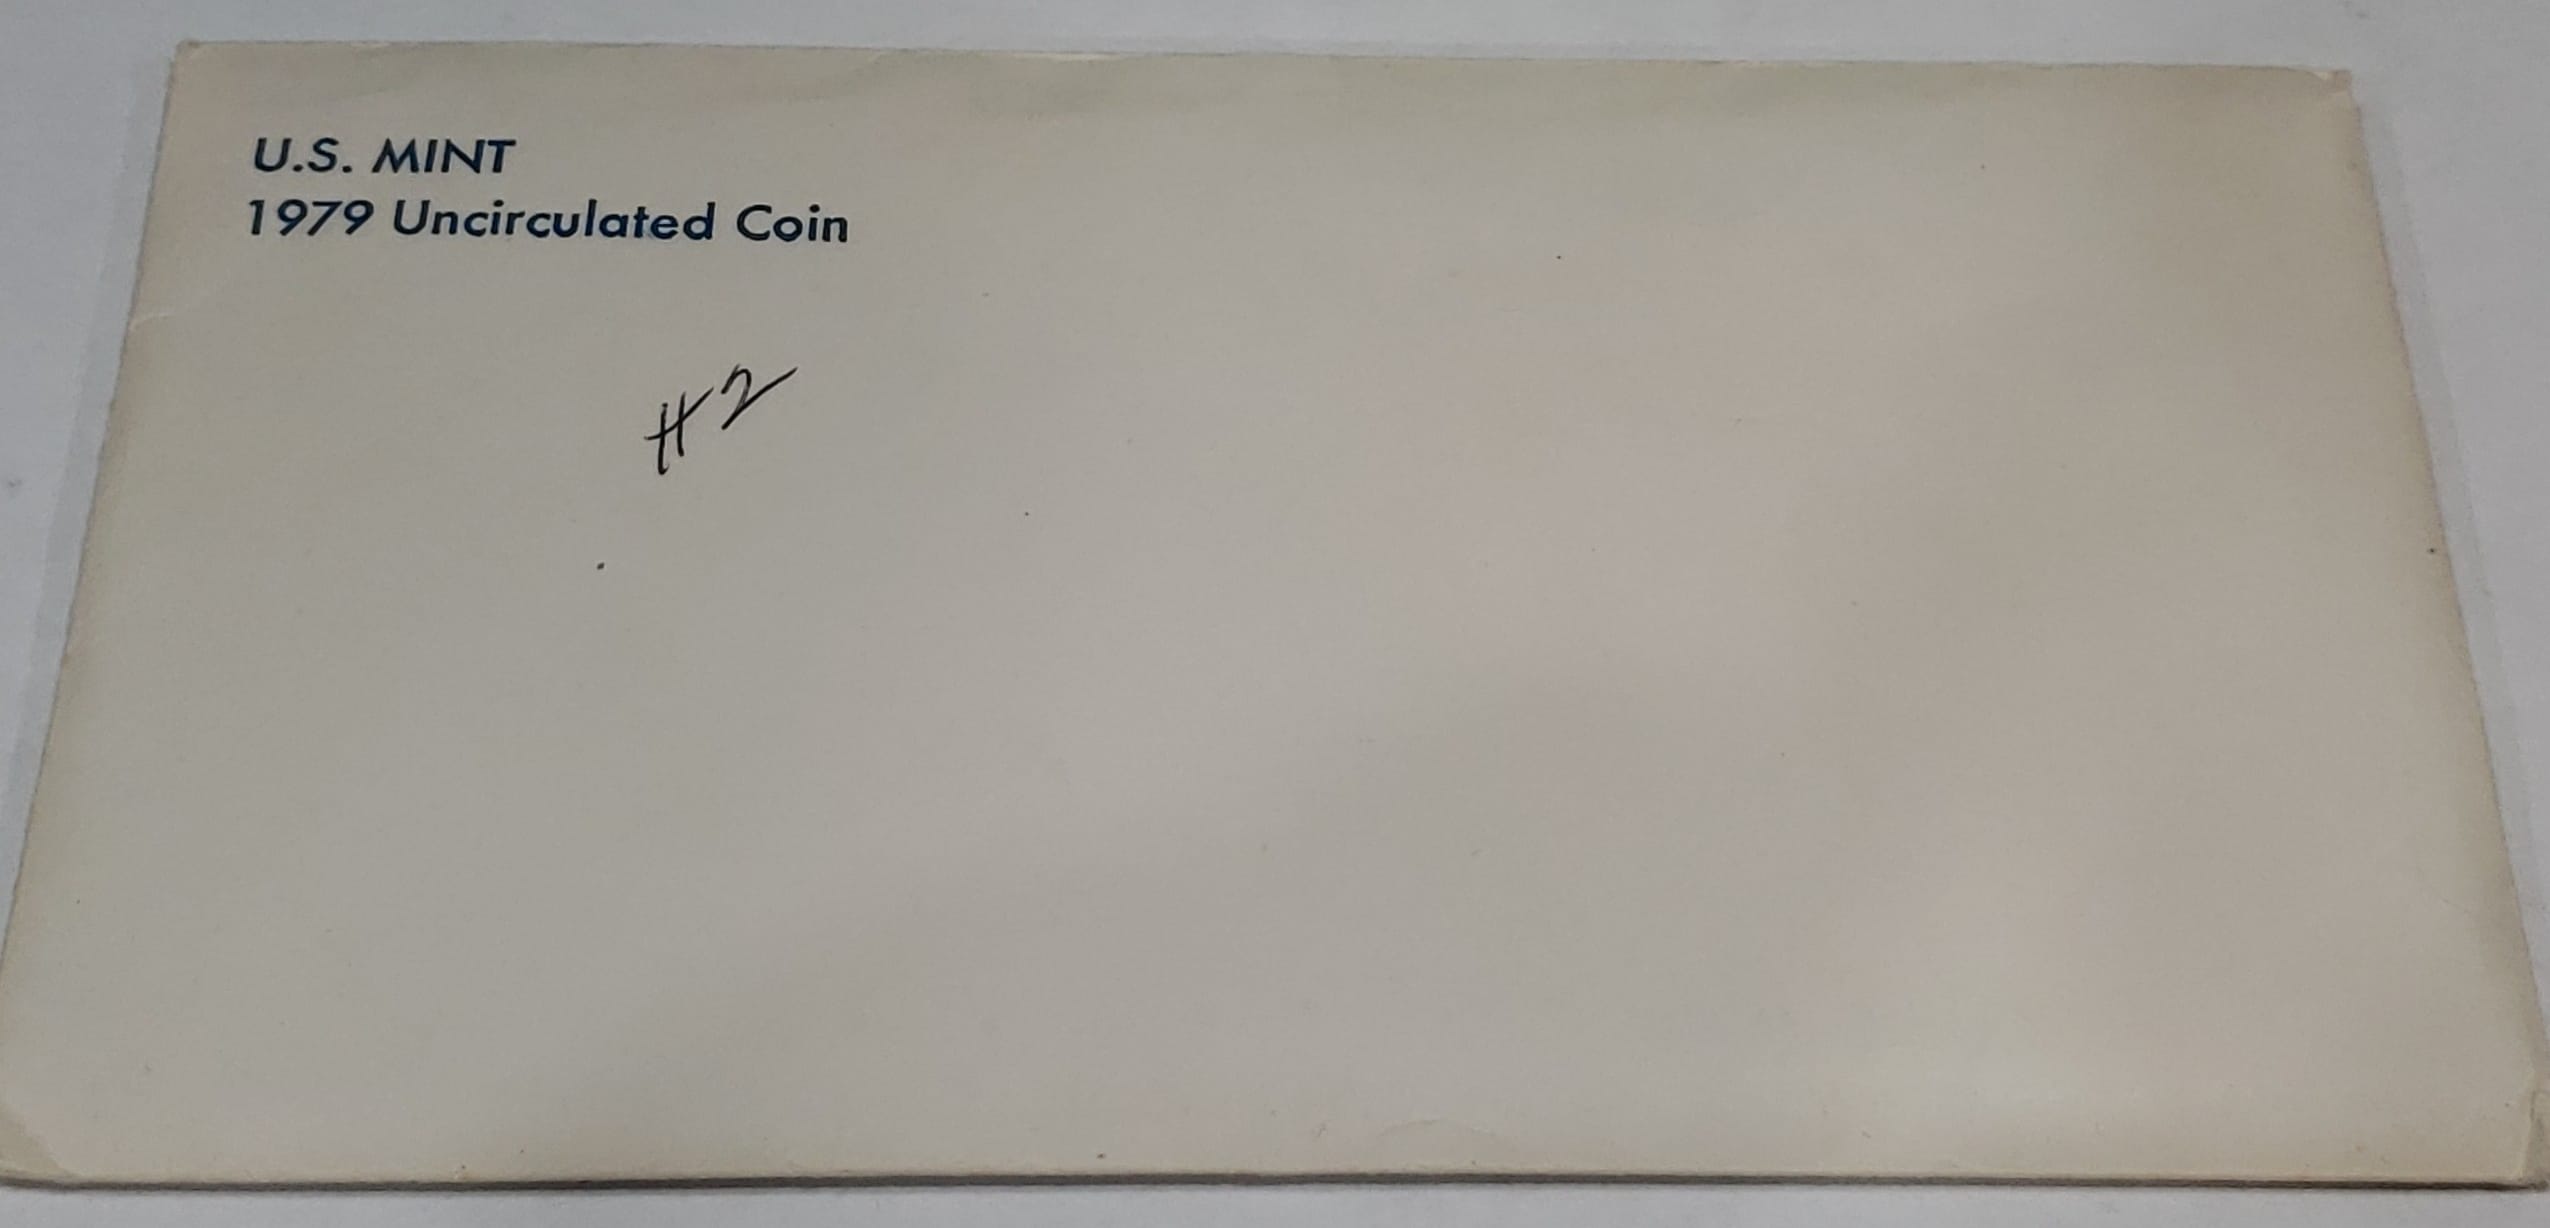 U.S. MINT
1979 Uncirculated Coin
#2